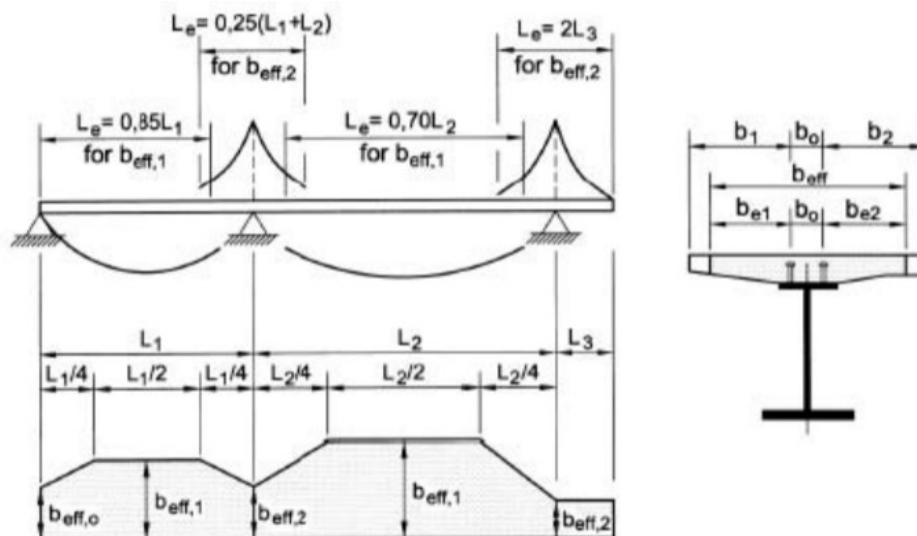 Le= 0,25(L1+L2)
for beff,2
Le= 2L3
for beff,2
Le= 0,85L1
for beff,1
Le= 0,70L2
for beff,1
b1 bo b2
beff
be1 bo be2
L1 L2 L3
L1/4 L1/2 L1/4 L2/4 L2/2 L2/4
beff,o beff,1 beff,2 beff,1 beff,2